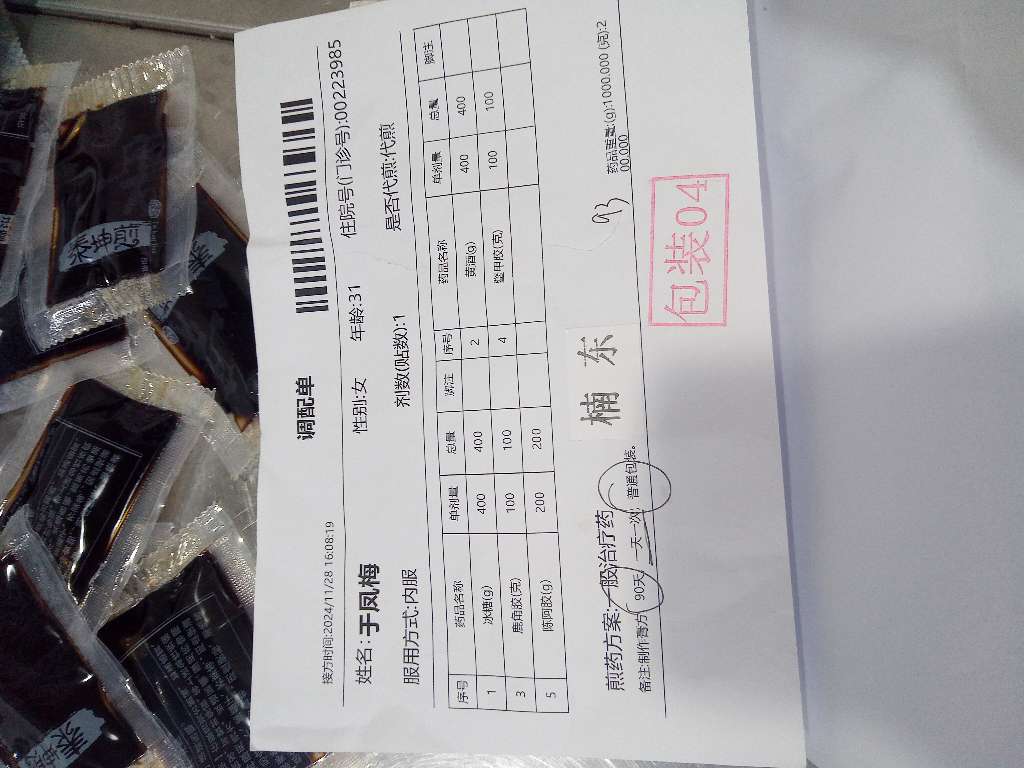 调配单
接方时间:2024/11/28 16:08:19
姓名: 于凤梅 性别:女 年龄:31 住院号(门诊号):00223985
服用方式:内服 剂数(贴数):1 是否代煎:代煎
序号 药品名称 单剂量 总量 脚注 序号 药品名称 单剂量 总量 脚注
1 冰糖(g) 400 400 2 黄酒(g) 400 400
3 鹿角胶(克) 100 100 4 鳖甲胶(克) 100 100
5 陈阿胶(g) 200 200
煎药方案:一般治疗药 楠 东 93 药品重量:(g):1000.000 (克):2
00.000
备注:制作膏方 90天 一天一次; 普通包装。
包装04